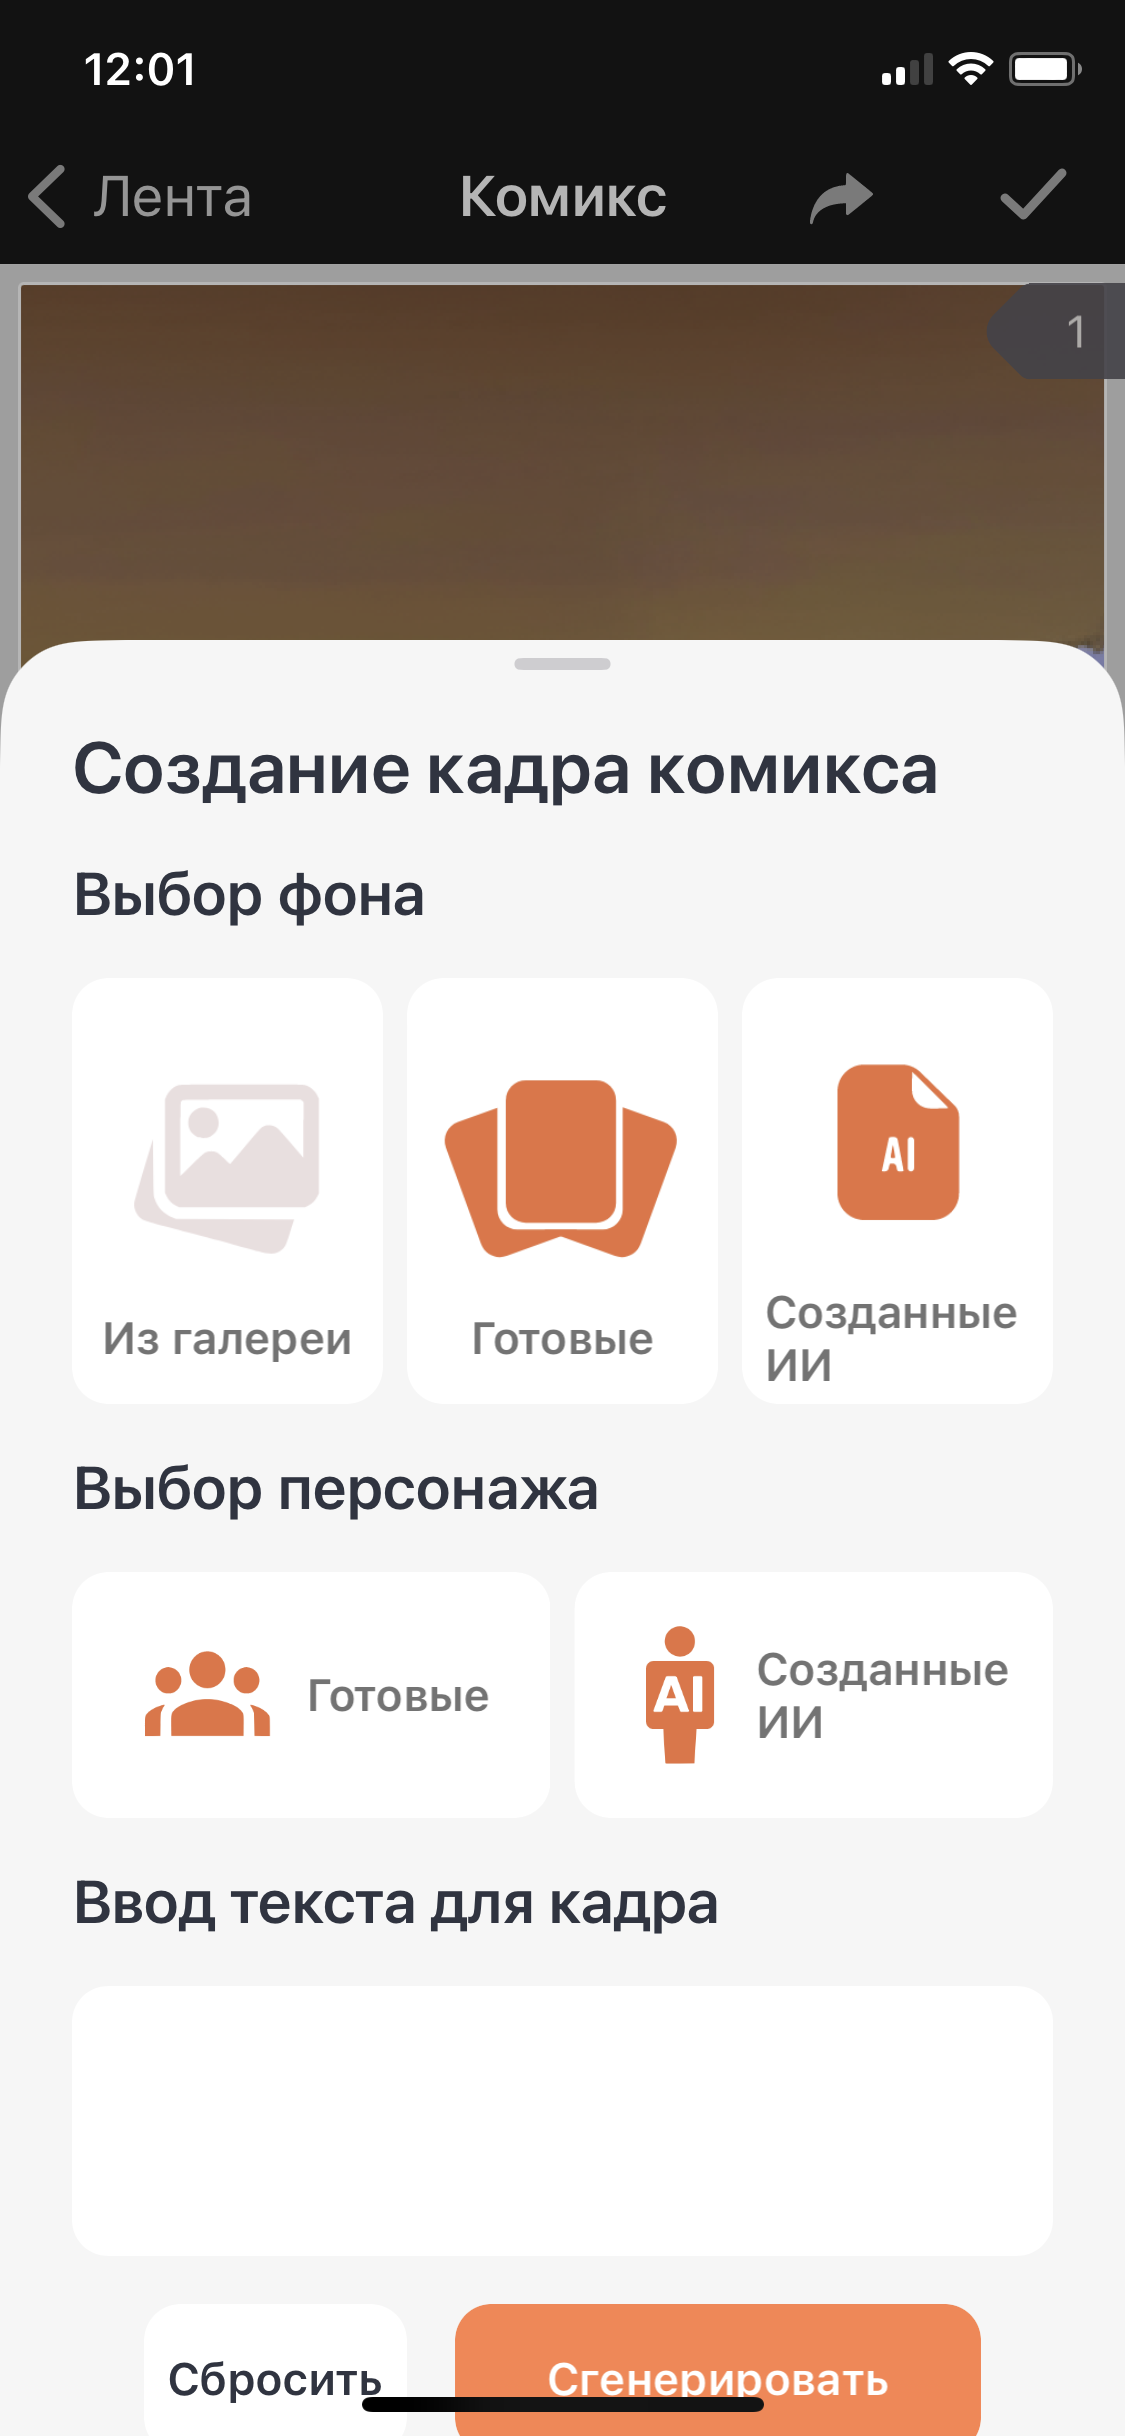 12:01
Лента
Комикс
1
Создание кадра комикса
Выбор фона
Из галереи
Готовые
AI
Созданные
ИИ
Выбор персонажа
Готовые
AI
Созданные
ИИ
Ввод текста для кадра
Сбросить
Сгенерировать